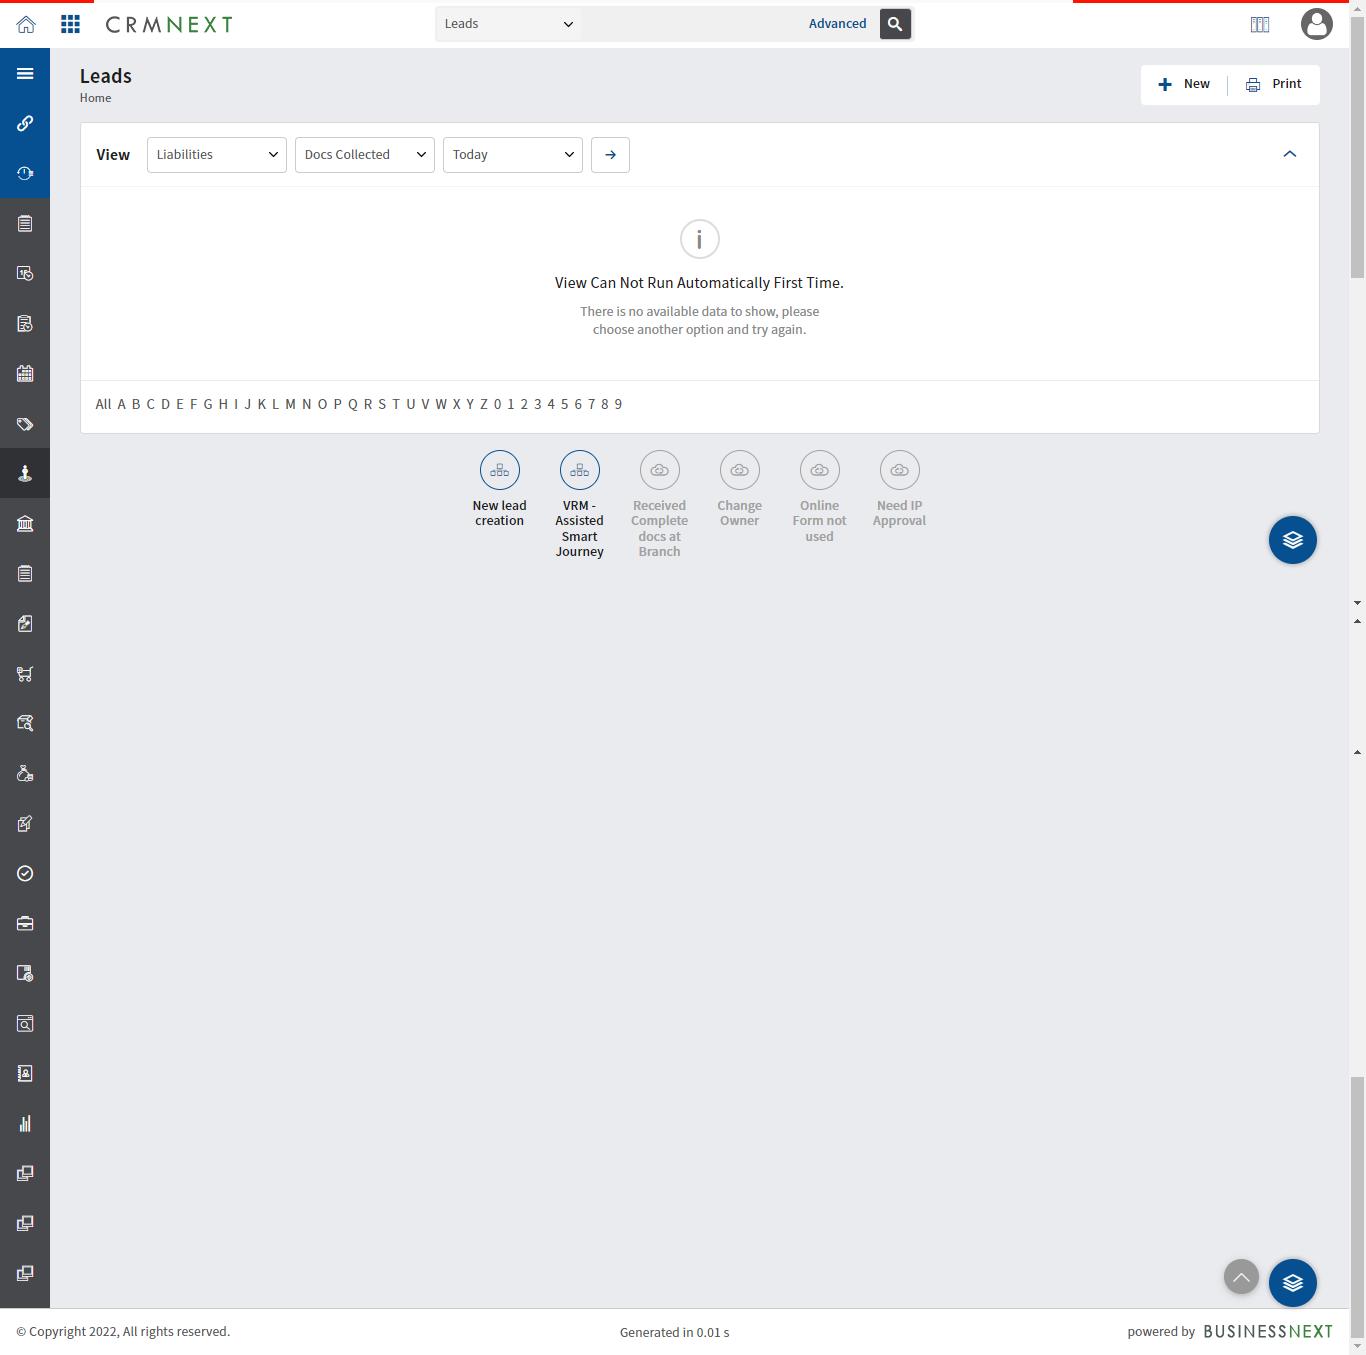 CRMNEXT
Leads
Advanced
Leads
Home
New
Print
View
Liabilities
Docs Collected
Today
View Can Not Run Automatically First Time.
There is no available data to show, please
choose another option and try again.
All A B C D E F G H I J K L M N O P Q R S T U V W X Y Z 0 1 2 3 4 5 6 7 8 9
New lead
creation
VRM -
Assisted
Smart
Journey
Received
Complete
docs at
Branch
Change
Owner
Online
Form not
used
Need IP
Approval
© Copyright 2022, All rights reserved.
Generated in 0.01 s
powered by BUSINESSNEXT